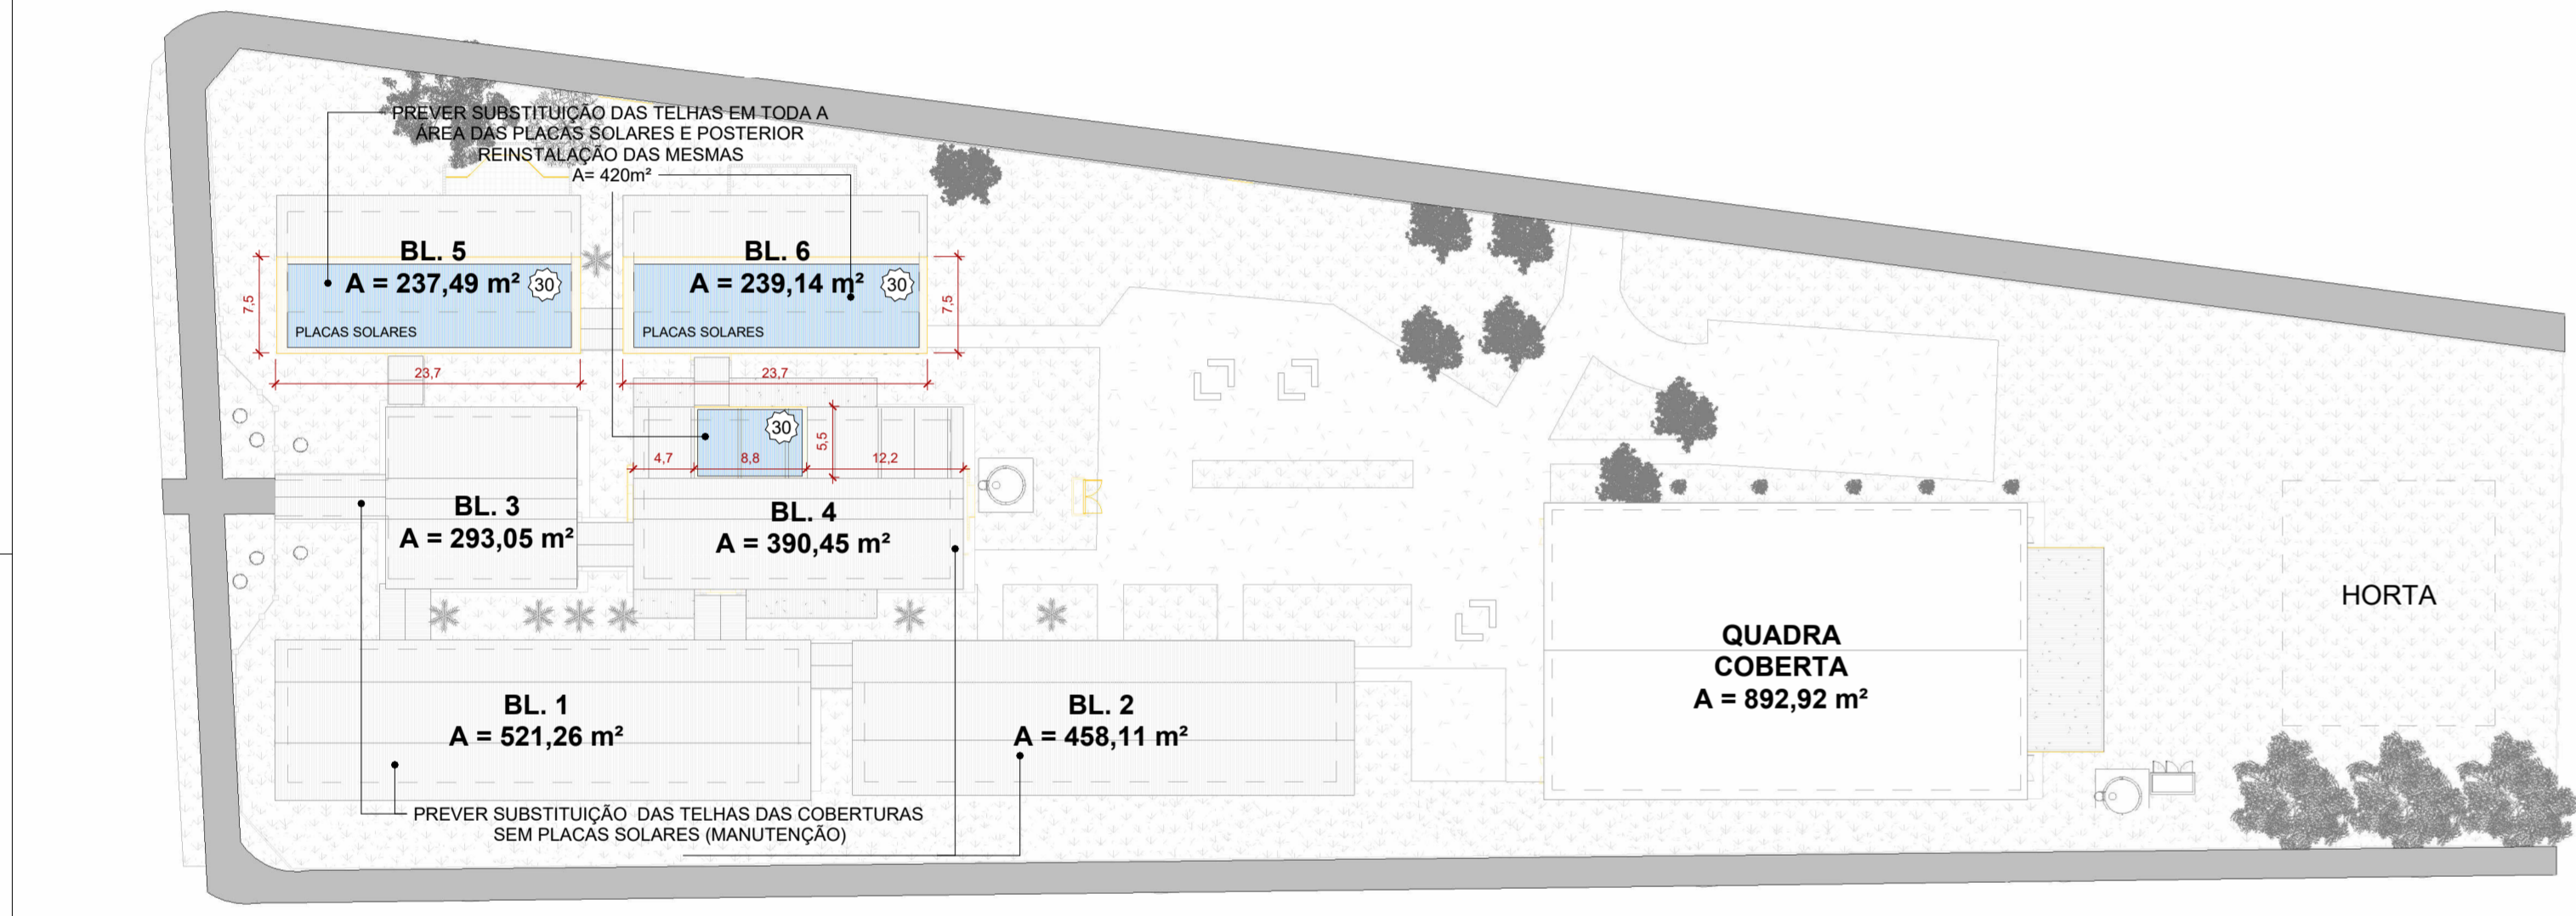 PREVER SUBSTITUIÇÃO DAS TELHAS EM TODA A
ÁREA DAS PLACAS SOLARES E POSTERIOR
REINSTALAÇÃO DAS MESMAS
A= 420m²
BL. 5
A = 237,49 m²
30
PLACAS SOLARES
7,5
23,7
BL. 6
A = 239,14 m²
30
PLACAS SOLARES
7,5
23,7
30
5,5
4,7
8,8
12,2
BL. 3
A = 293,05 m²
BL. 4
A = 390,45 m²
BL. 1
A = 521,26 m²
BL. 2
A = 458,11 m²
QUADRA
COBERTA
A = 892,92 m²
HORTA
PREVER SUBSTITUIÇÃO DAS TELHAS DAS COBERTURAS
SEM PLACAS SOLARES (MANUTENÇÃO)